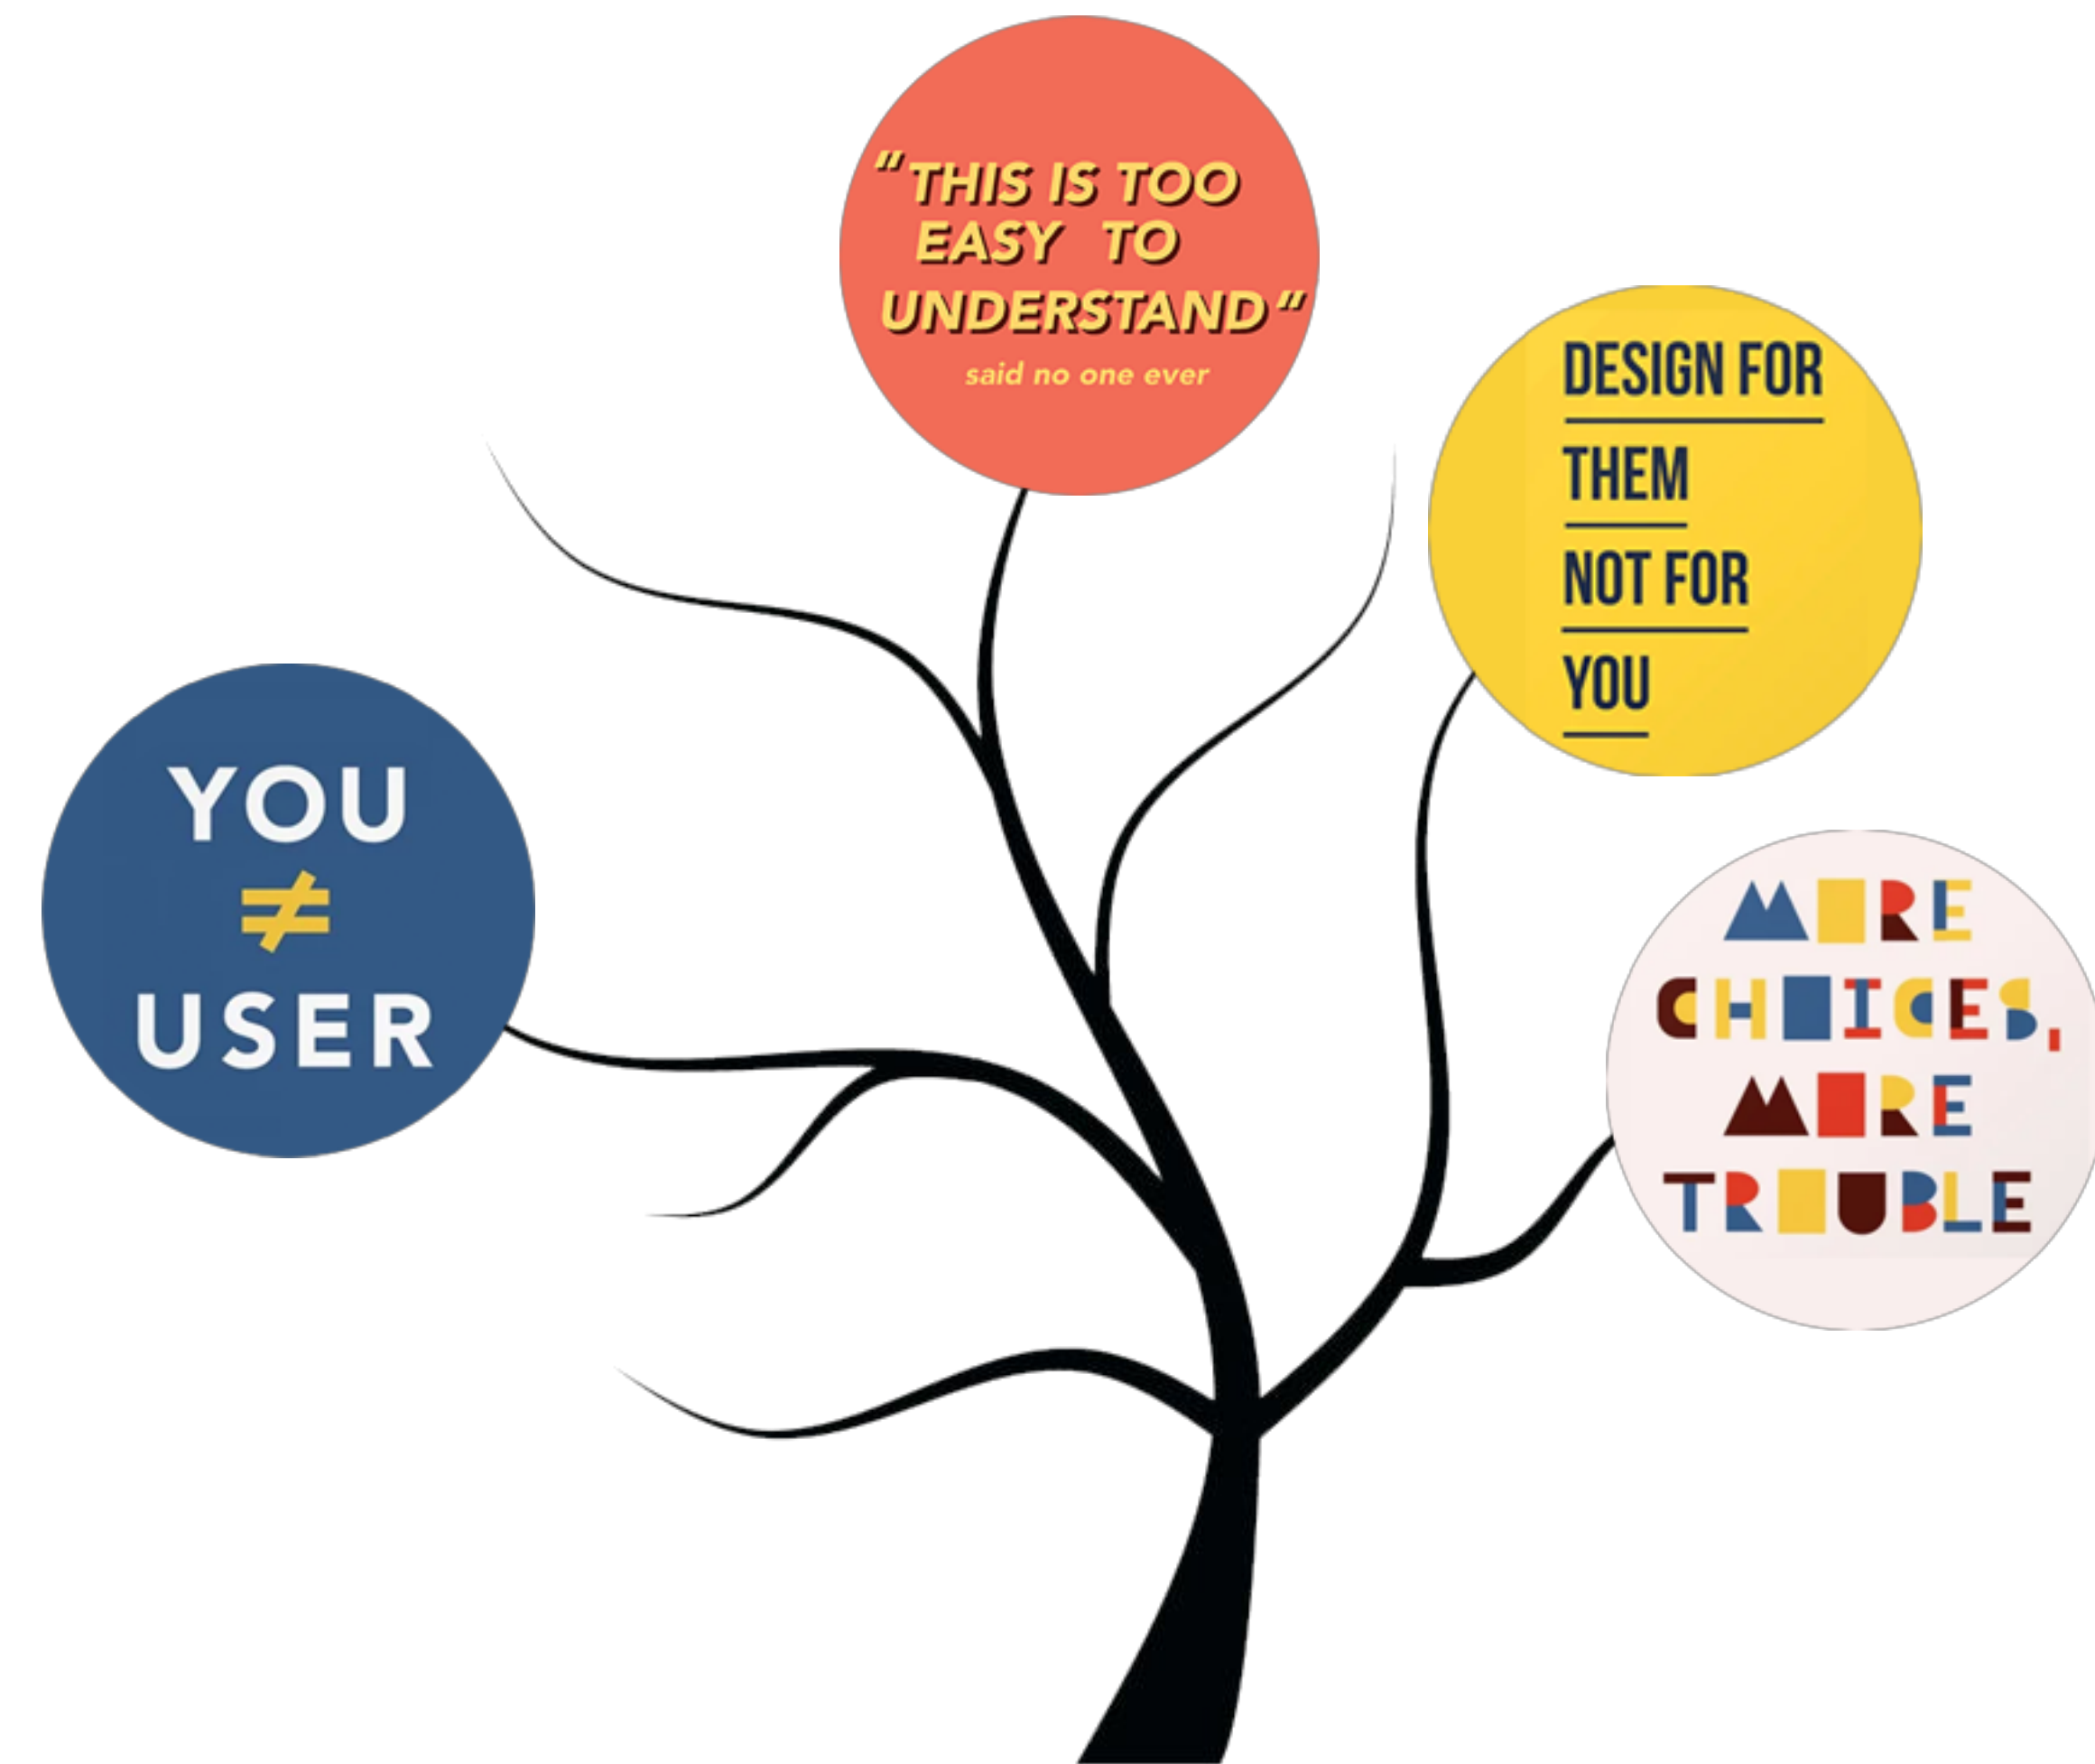 "THIS IS TOO
EASY TO
UNDERSTAND"
said no one ever
DESIGN FOR
THEM
NOT FOR
YOU
YOU
≠
USER
MORE
CHOICES,
MORE
TROUBLE